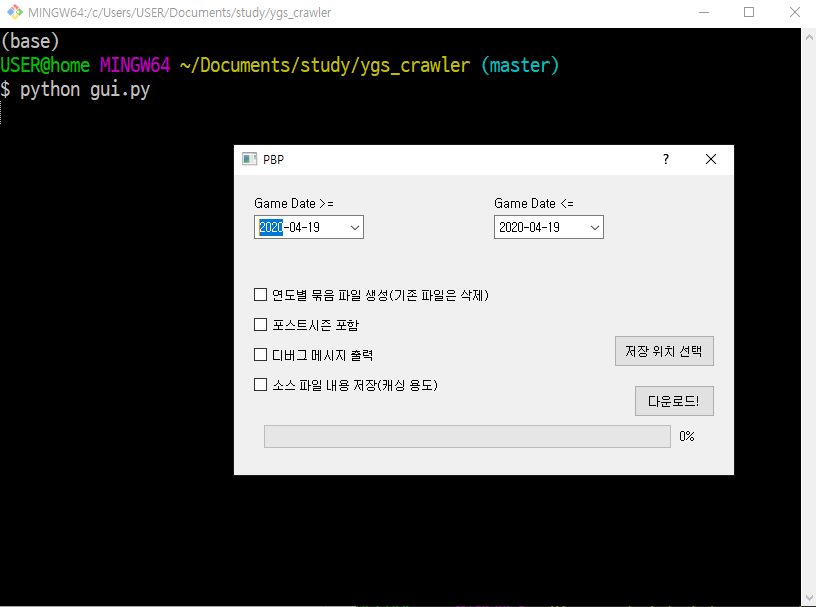 MINGW64:/c/Users/USER/Documents/study/ygs_crawler
(base)
USER@home MINGW64 ~/Documents/study/ygs_crawler (master)
$ python gui.py
PBP
Game Date >= Game Date <=
2020-04-19 2020-04-19
연도별 묶음 파일 생성(기존 파일은 삭제)
포스트시즌 포함
디버그 메시지 출력
저장 위치 선택
소스 파일 내용 저장(캐싱 용도)
다운로드!
0%